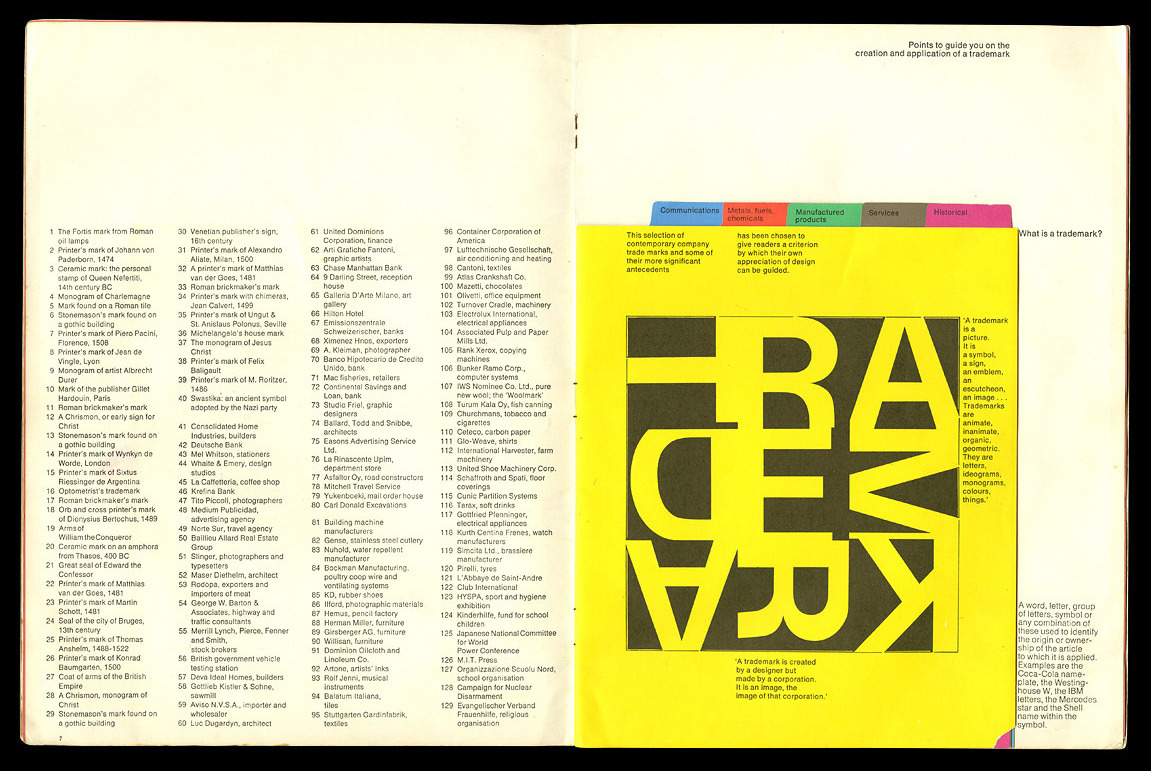 1 The Fortis mark from Roman
oil lamps
2 Printer's mark of Johann von
Paderborn, 1474
3 Ceramic mark: the personal
stamp of Queen Nefertiti,
14th century BC
4 Monogram of Charlemagne
5 Mark found on a Roman tile
6 Stonemason's mark found on
a gothic building
7 Printer's mark of Piero Pacini,
Florence, 1508
8 Printer's mark of Jean de
Vingle, Lyon
9 Monogram of artist Albrecht
Durer
10 Mark of the publisher Gillet
Hardouin, Paris
11 Roman brickmaker's mark
12 A Chrismon, or early sign for
Christ
13 Stonemason's mark found on
a gothic building
14 Printer's mark of Wynkyn de
Worde, London
15 Printer's mark of Sixtus
Riessinger de Argentina
16 Optometrist's trademark
17 Roman brickmaker's mark
18 Orb and cross printer's mark
of Dionysius Bertochus, 1489
19 Arms of
William the Conqueror
20 Ceramic mark on an amphora
from Thasos, 400 BC
21 Great seal of Edward the
Confessor
22 Printer's mark of Matthias
van der Goes, 1481
23 Printer's mark of Martin
Schott, 1481
24 Seal of the city of Bruges,
13th century
25 Printer's mark of Thomas
Anshelm, 1488-1522
26 Printer's mark of Konrad
Baumgarten, 1500
27 Coat of arms of the British
Empire
28 A Chrismon, monogram of
Christ
29 Stonemason's mark found on
a gothic building
30 Venetian publisher's sign,
16th century
31 Printer's mark of Alexandro
Aliate, Milan, 1500
32 A printer's mark of Matthias
van der Goes, 1481
33 Roman brickmaker's mark
34 Printer's mark with chimeras,
Jean Calvert, 1499
35 Printer's mark of Ungut &
St. Anislaus Polonus, Seville
36 Michelangelo's house mark
37 The monogram of Jesus
Christ
38 Printer's mark of Felix
Baligault
39 Printer's mark of M. Roritzer,
1486
40 Swastika: an ancient symbol
adopted by the Nazi party
41 Consolidated Home
Industries, builders
42 Deutsche Bank
43 Mel Whitson, stationers
44 Whaite & Emery, design
studios
45 La Caffetteria, coffee shop
46 Krefina Bank
47 Tito Piccoli, photographers
48 Medium Publicidad,
advertising agency
49 Norte Sur, travel agency
50 Baillieu Allard Real Estate
Group
51 Stinger, photographers and
typesetters
52 Maser Diethelm, architect
53 Rodopa, exporters and
importers of meat
54 George W. Barton &
Associates, highway and
traffic consultants
55 Merrill Lynch, Pierce, Fenner
and Smith,
stock brokers
56 British government vehicle
testing station
57 Deva Ideal Homes, builders
58 Gottlieb Kistler & Sohne,
sawmill
59 Aviso N.V.S.A., importer and
wholesaler
60 Luc Dugardyn, architect
61 United Dominions
Corporation, finance
62 Arti Grafiche Fantoni,
graphic artists
63 Chase Manhattan Bank
64 9 Darling Street, reception
house
65 Galleria D'Arte Milano, art
gallery
66 Hilton Hotel
67 Emissionszentrale
Schweizerischer, banks
68 Ximenez Hnos, exporters
69 A. Kleiman, photographer
70 Banco Hipotecario de Credito
Unido, bank
71 Mac fisheries, retailers
72 Continental Savings and
Loan, bank
73 Studio Friel, graphic
designers
74 Ballard, Todd and Snibbe,
architects
75 Easons Advertising Service
Ltd.
76 La Rinascente Upim,
department store
77 Asfaltor Oy, road constructors
78 Mitchell Travel Service
79 Yukenboeki, mail order house
80 Carl Donald Excavations
81 Building machine
manufacturers
82 Gense, stainless steel cutlery
83 Nuhold, water repellent
manufacturer
84 Bockman Manufacturing,
poultry coop wire and
ventilating systems
85 KD, rubber shoes
86 Ilford, photographic materials
87 Hemus, pencil factory
88 Herman Miller, furniture
89 Girsberger AG, furniture
90 Willisan, furniture
91 Dominion Oilcloth and
Linoleum Co.
92 Artone, artists' inks
93 Rolf Jenni, musical
instruments
94 Balatum Italiana,
tiles
95 Stuttgarten Gardinfabrik,
textiles
96 Container Corporation of
America
97 Lufttechnische Gesellschaft,
air conditioning and heating
98 Cantoni, textiles
99 Atlas Crankshaft Co.
100 Mazetti, chocolates
101 Olivetti, office equipment
102 Turnover Cradle, machinery
103 Electrolux International,
electrical appliances
104 Associated Pulp and Paper
Mills Ltd.
105 Rank Xerox, copying
machines
106 Bunker Ramo Corp.,
computer systems
107 IWS Nominee Co. Ltd., pure
new wool; the 'Woolmark'
108 Turum Kala Oy, fish canning
109 Churchmans, tobacco and
cigarettes
110 Ceteco, carbon paper
111 Glo-Weave, shirts
112 International Harvester, farm
machinery
113 United Shoe Machinery Corp.
114 Schaffroth and Spati, floor
coverings
115 Cunic Partition Systems
116 Tarax, soft drinks
117 Gottfried Pfenninger,
electrical appliances
118 Kurth Centina Frenes, watch
manufacturers
119 Simcita Ltd., brassiere
manufacturer
120 Pirelli, tyres
121 L'Abbaye de Saint-Andre
122 Club International
123 HYSPA, sport and hygiene
exhibition
124 Kinderhilfe, fund for school
children
125 Japanese National Committee
for World
Power Conference
126 M.I.T. Press
127 Organizzazione Scuolu Nord,
school organisation
128 Campaign for Nuclear
Disarmament
129 Evangelischer Verband
Frauenhilfe, religious
organisation
7
Points to guide you on the
creation and application of a trademark
Communications
Metals, fuels,
chemicals
Manufactured
products
Services
Historical
This selection of
contemporary company
trade marks and some of
their more significant
antecedents
has been chosen to
give readers a criterion
by which their own
appreciation of design
can be guided.
What is a trademark?
TRA
DEM
ARK
'A trademark
is a
picture.
It is
a symbol,
a sign,
an emblem,
an
escutcheon,
an image . . .
Trademarks
are
animate,
inanimate,
organic,
geometric.
They are
letters,
ideograms,
monograms,
colours,
things.'
'A trademark is created
by a designer but
made by a corporation.
It is an image, the
image of that corporation.'
A word, letter, group
of letters, symbol or
any combination of
these used to identify
the origin or owner-
ship of the article
to which it is applied.
Examples are the
Coca-Cola name-
plate, the Westing-
house W, the IBM
letters, the Mercedes
star and the Shell
name within the
symbol.